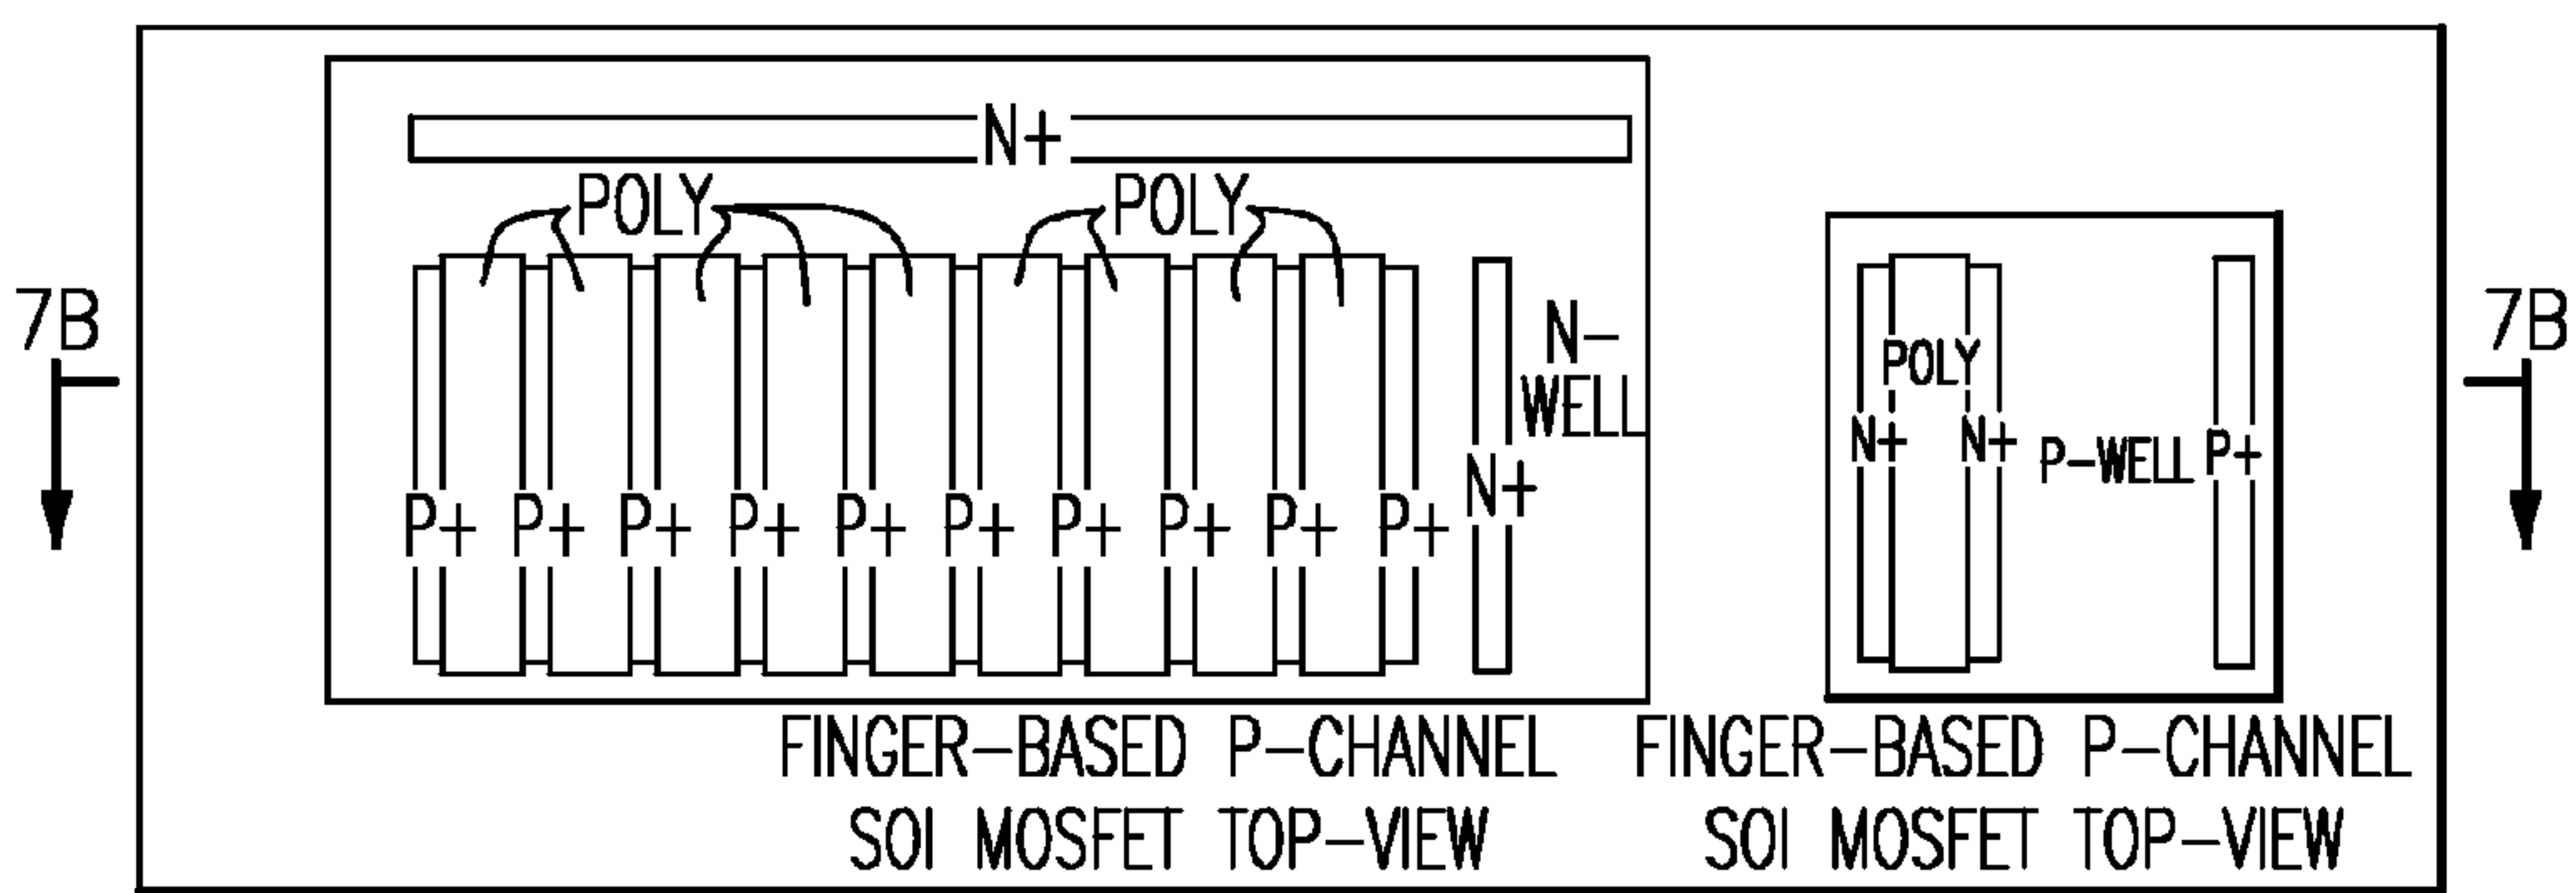 N+
POLY POLY
7B 7B
N-
WELL
POLY
N+ N+ P-WELL P+
N+
P+ P+ P+ P+ P+ P+ P+ P+ P+ P+
FINGER-BASED P-CHANNEL
SOI MOSFET TOP-VIEW
FINGER-BASED P-CHANNEL
SOI MOSFET TOP-VIEW